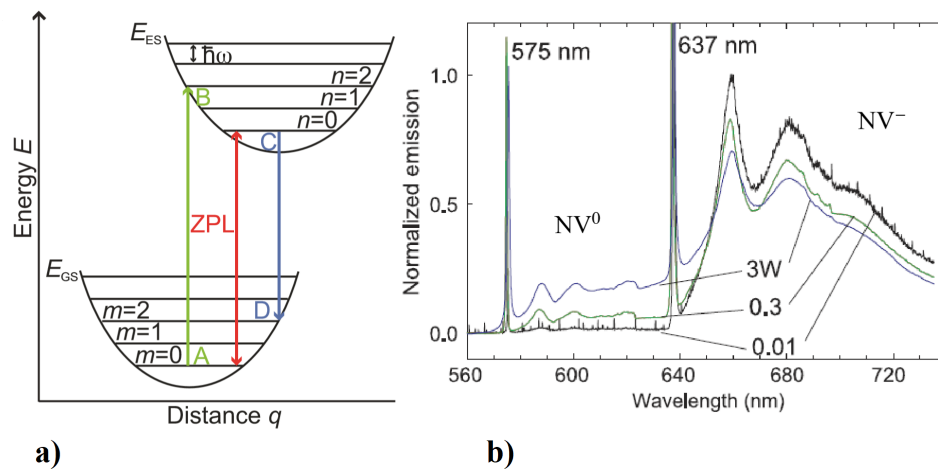 E_ES
ħω
n=2
B
n=1
n=0
C
ZPL
E_GS
m=2
D
m=1
m=0
A
Energy E
Distance q
a)
575 nm
637 nm
NV⁻
NV⁰
3W
0.3
0.01
1.0
0.5
0.0
Normalized emission
560
600
640
680
720
Wavelength (nm)
b)